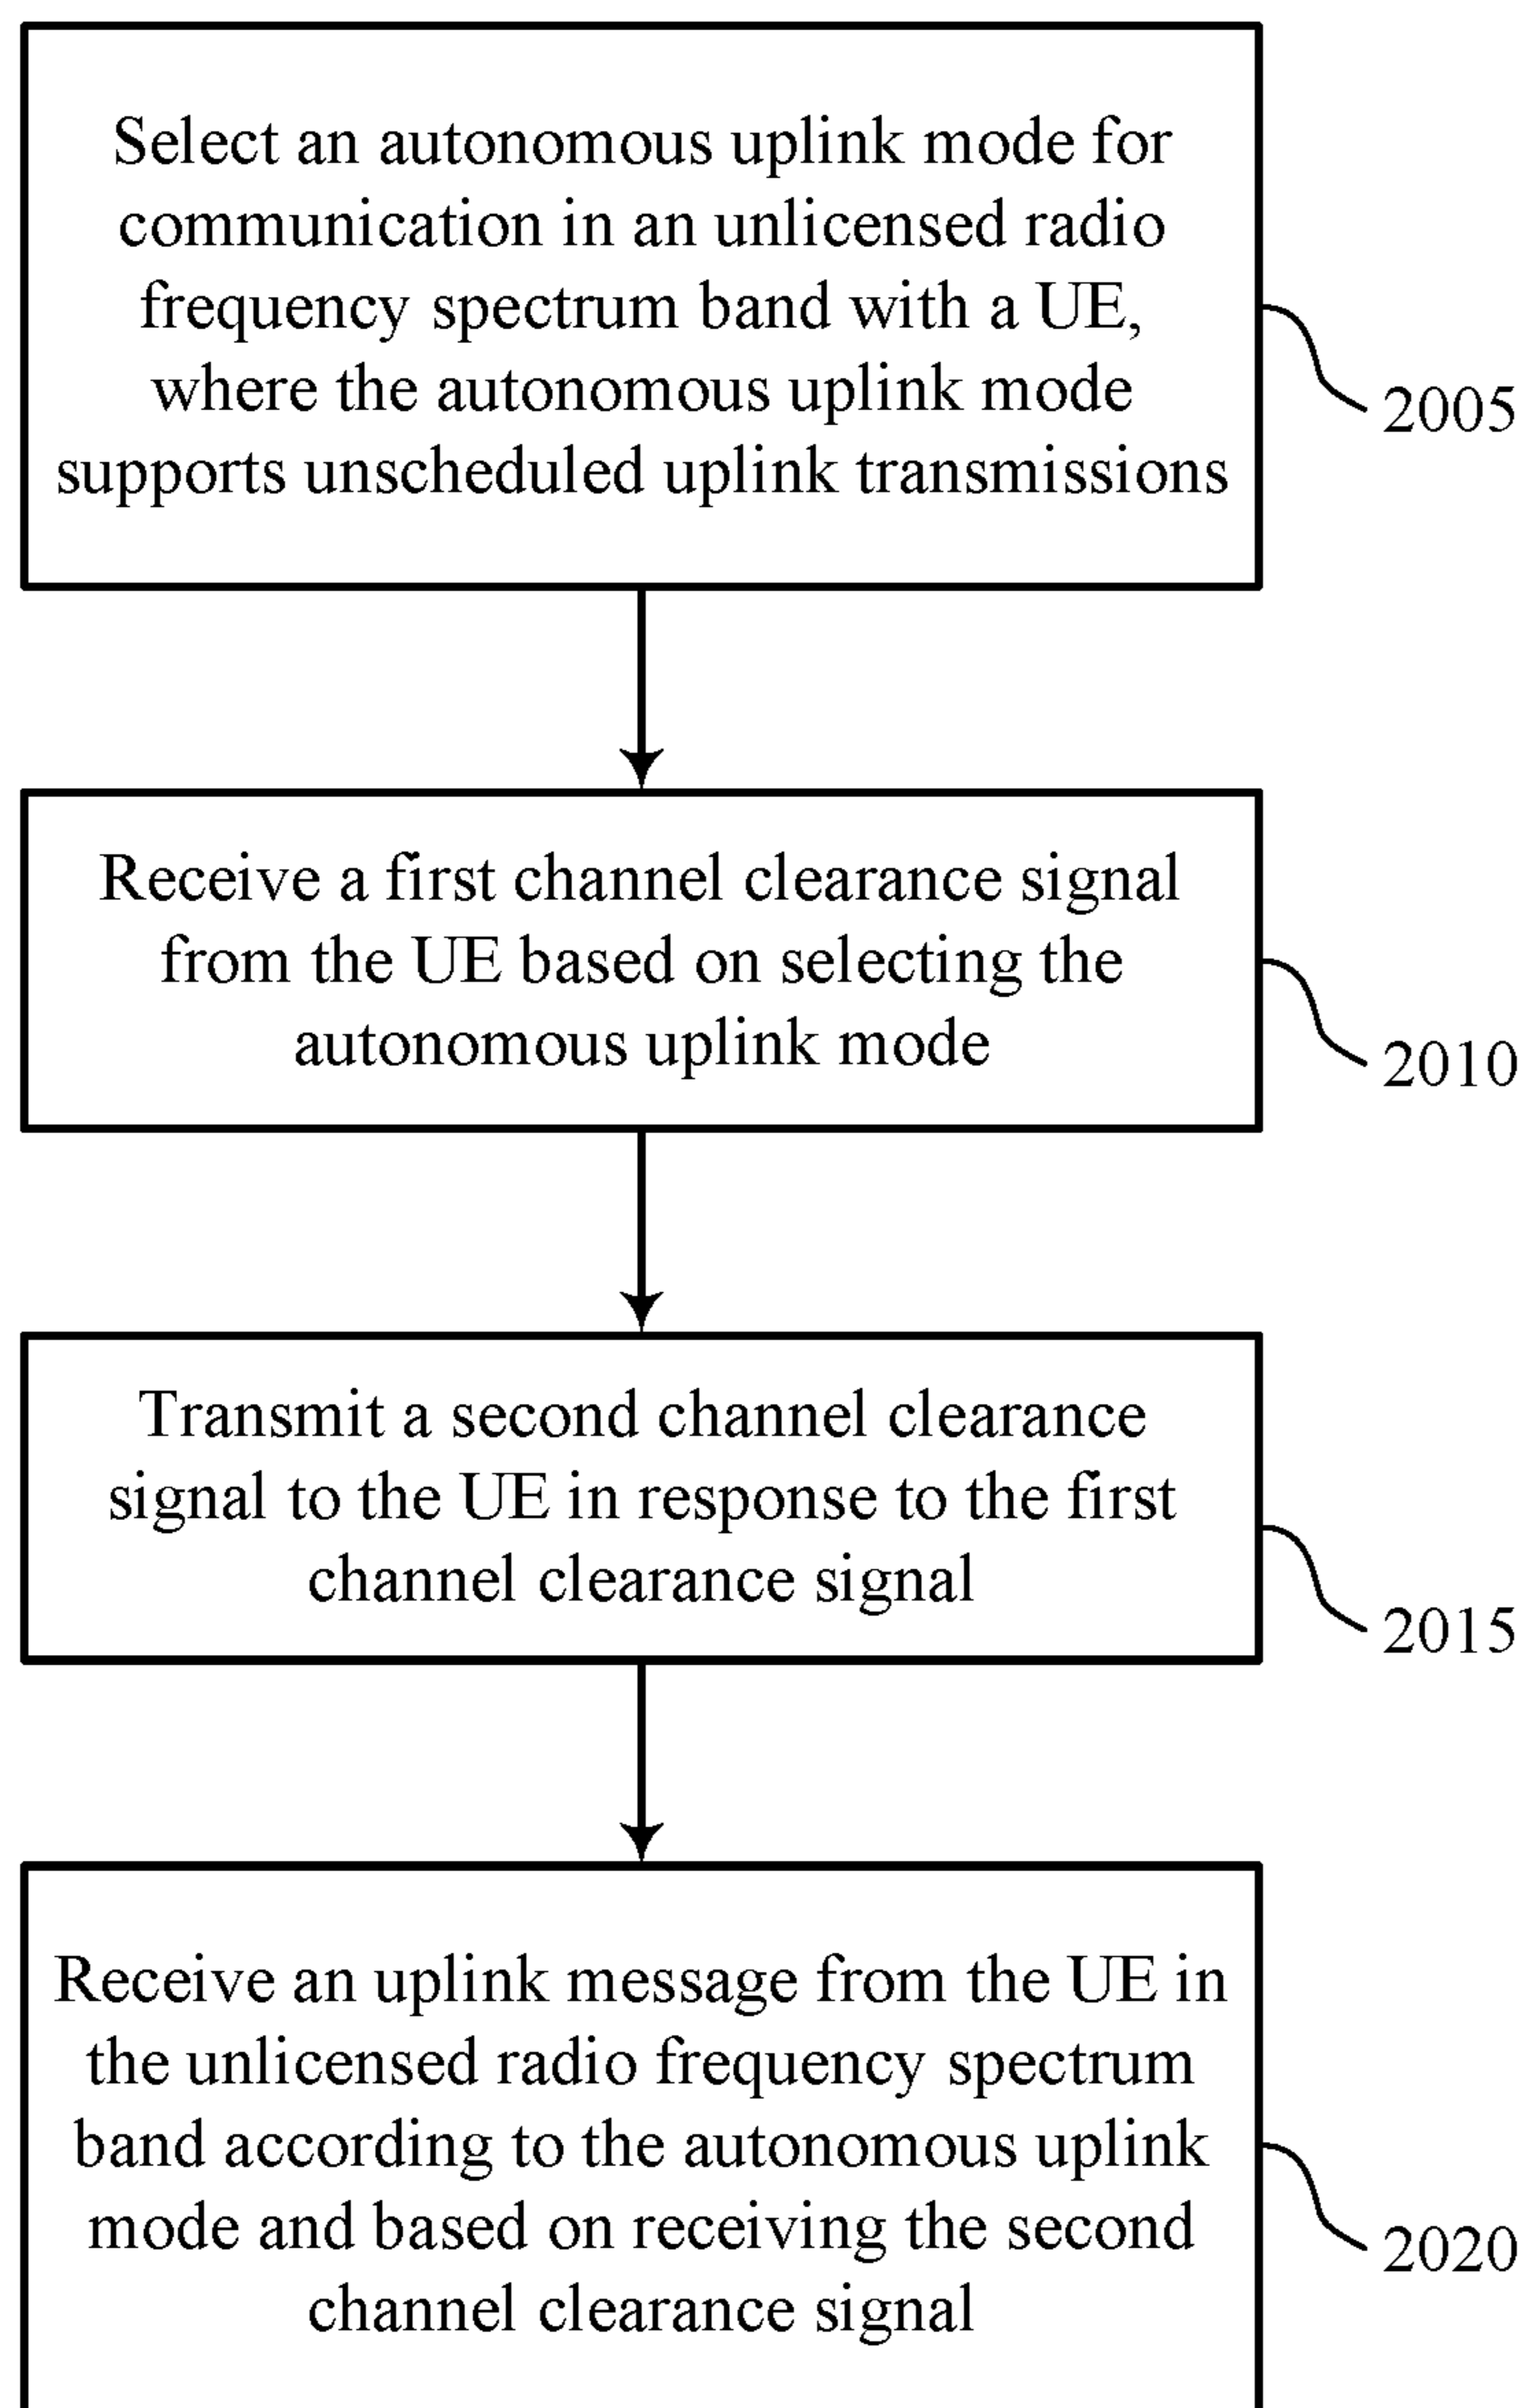 Select an autonomous uplink mode for
communication in an unlicensed radio
frequency spectrum band with a UE,
where the autonomous uplink mode
supports unscheduled uplink transmissions
2005
Receive a first channel clearance signal
from the UE based on selecting the
autonomous uplink mode
2010
Transmit a second channel clearance
signal to the UE in response to the first
channel clearance signal
2015
Receive an uplink message from the UE in
the unlicensed radio frequency spectrum
band according to the autonomous uplink
mode and based on receiving the second
channel clearance signal
2020